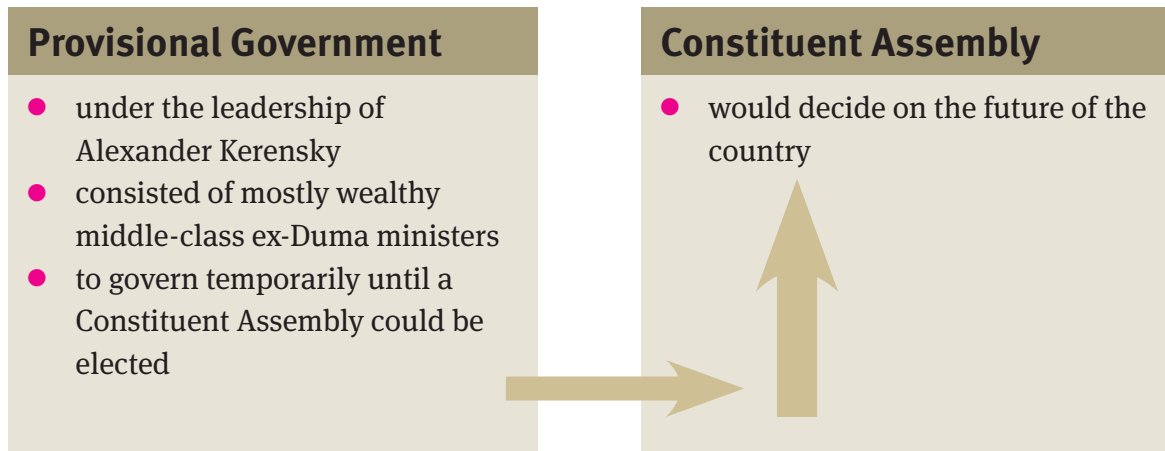 Provisional Government
● under the leadership of
Alexander Kerensky
● consisted of mostly wealthy
middle-class ex-Duma ministers
● to govern temporarily until a
Constituent Assembly could be
elected
Constituent Assembly
● would decide on the future of the
country